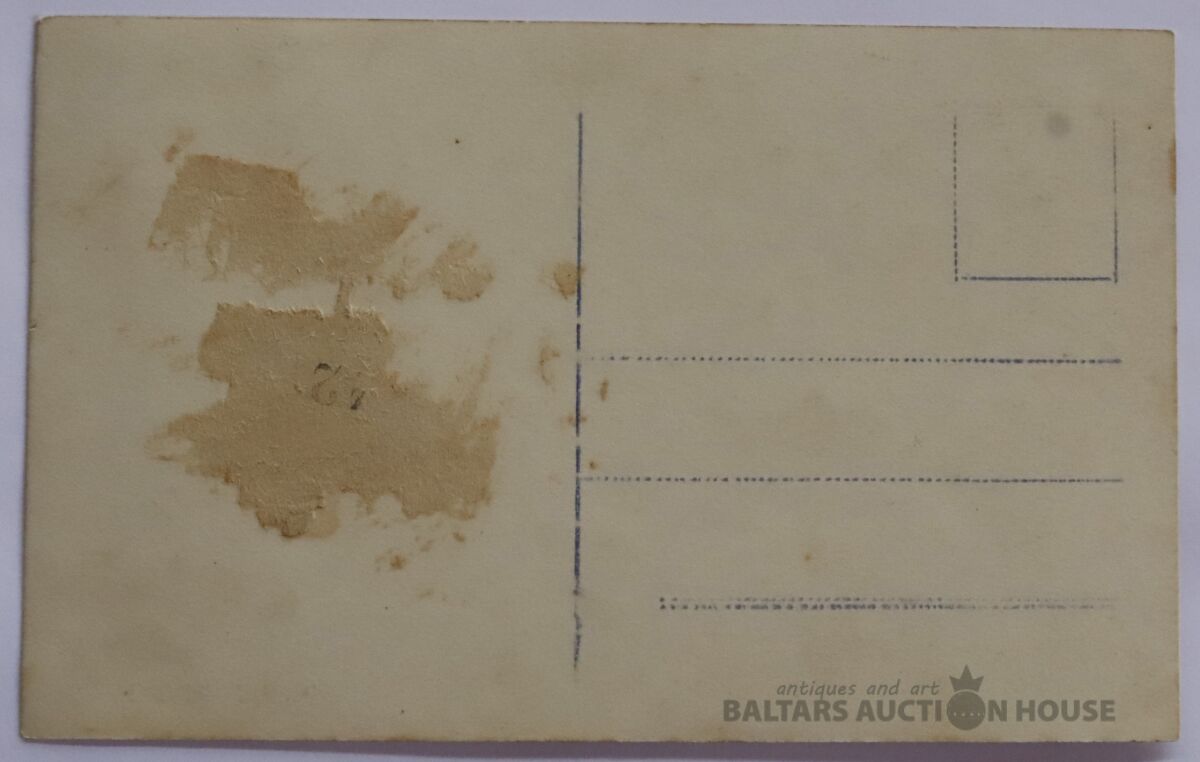 antiques and art
BALTARS AUCTION HOUSE